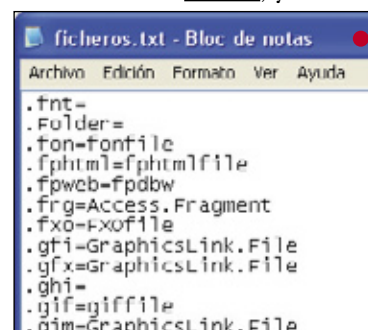 ficheros.txt - Bloc de notas
Archivo Edición Formato Ver Ayuda
.fnt=
.Folder=
.fon=fonfile
.fphtml=fphtmlfile
.fpweb=fpdbw
.frg=Access.Fragment
.fxo=FXOfile
.gfi=GraphicsLink.File
.gfx=GraphicsLink.File
.ghi=
.gif=giffile
.gim=GraphicsLink.File